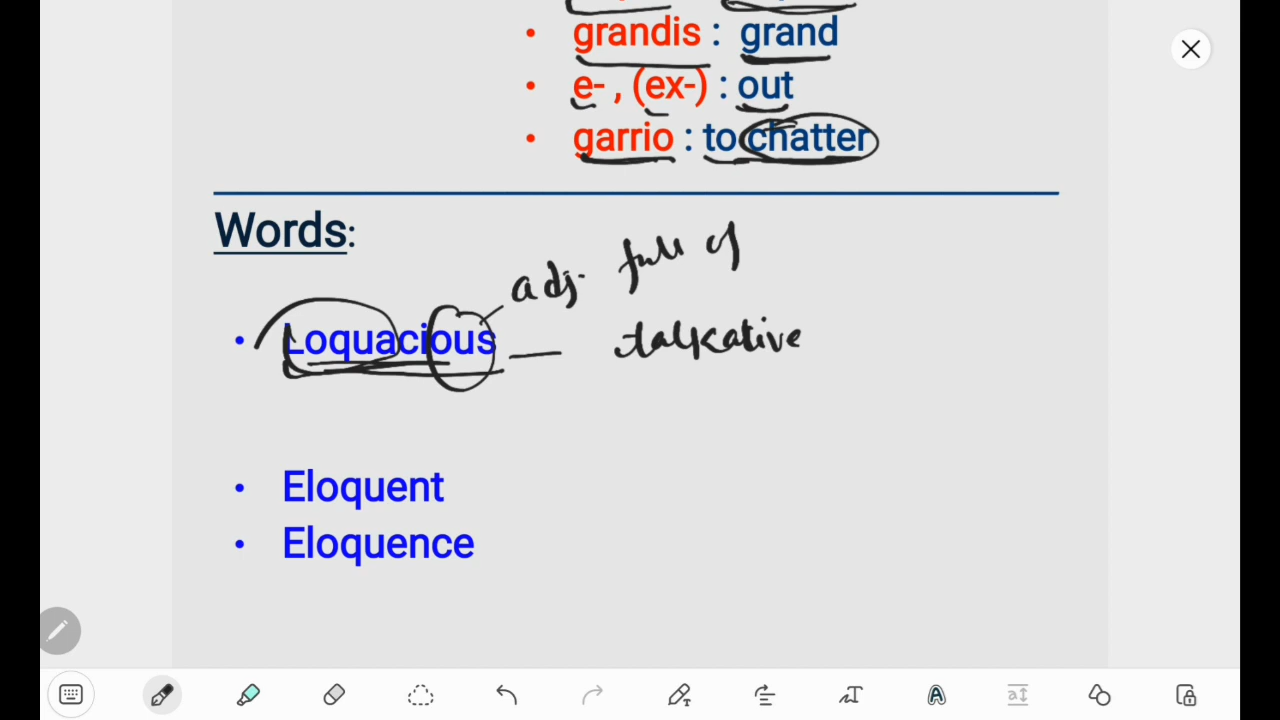 • grandis : grand
• e- , (ex-) : out
• garrio : to chatter
Words:
adj. full of
• Loquacious — talkative
• Eloquent
• Eloquence